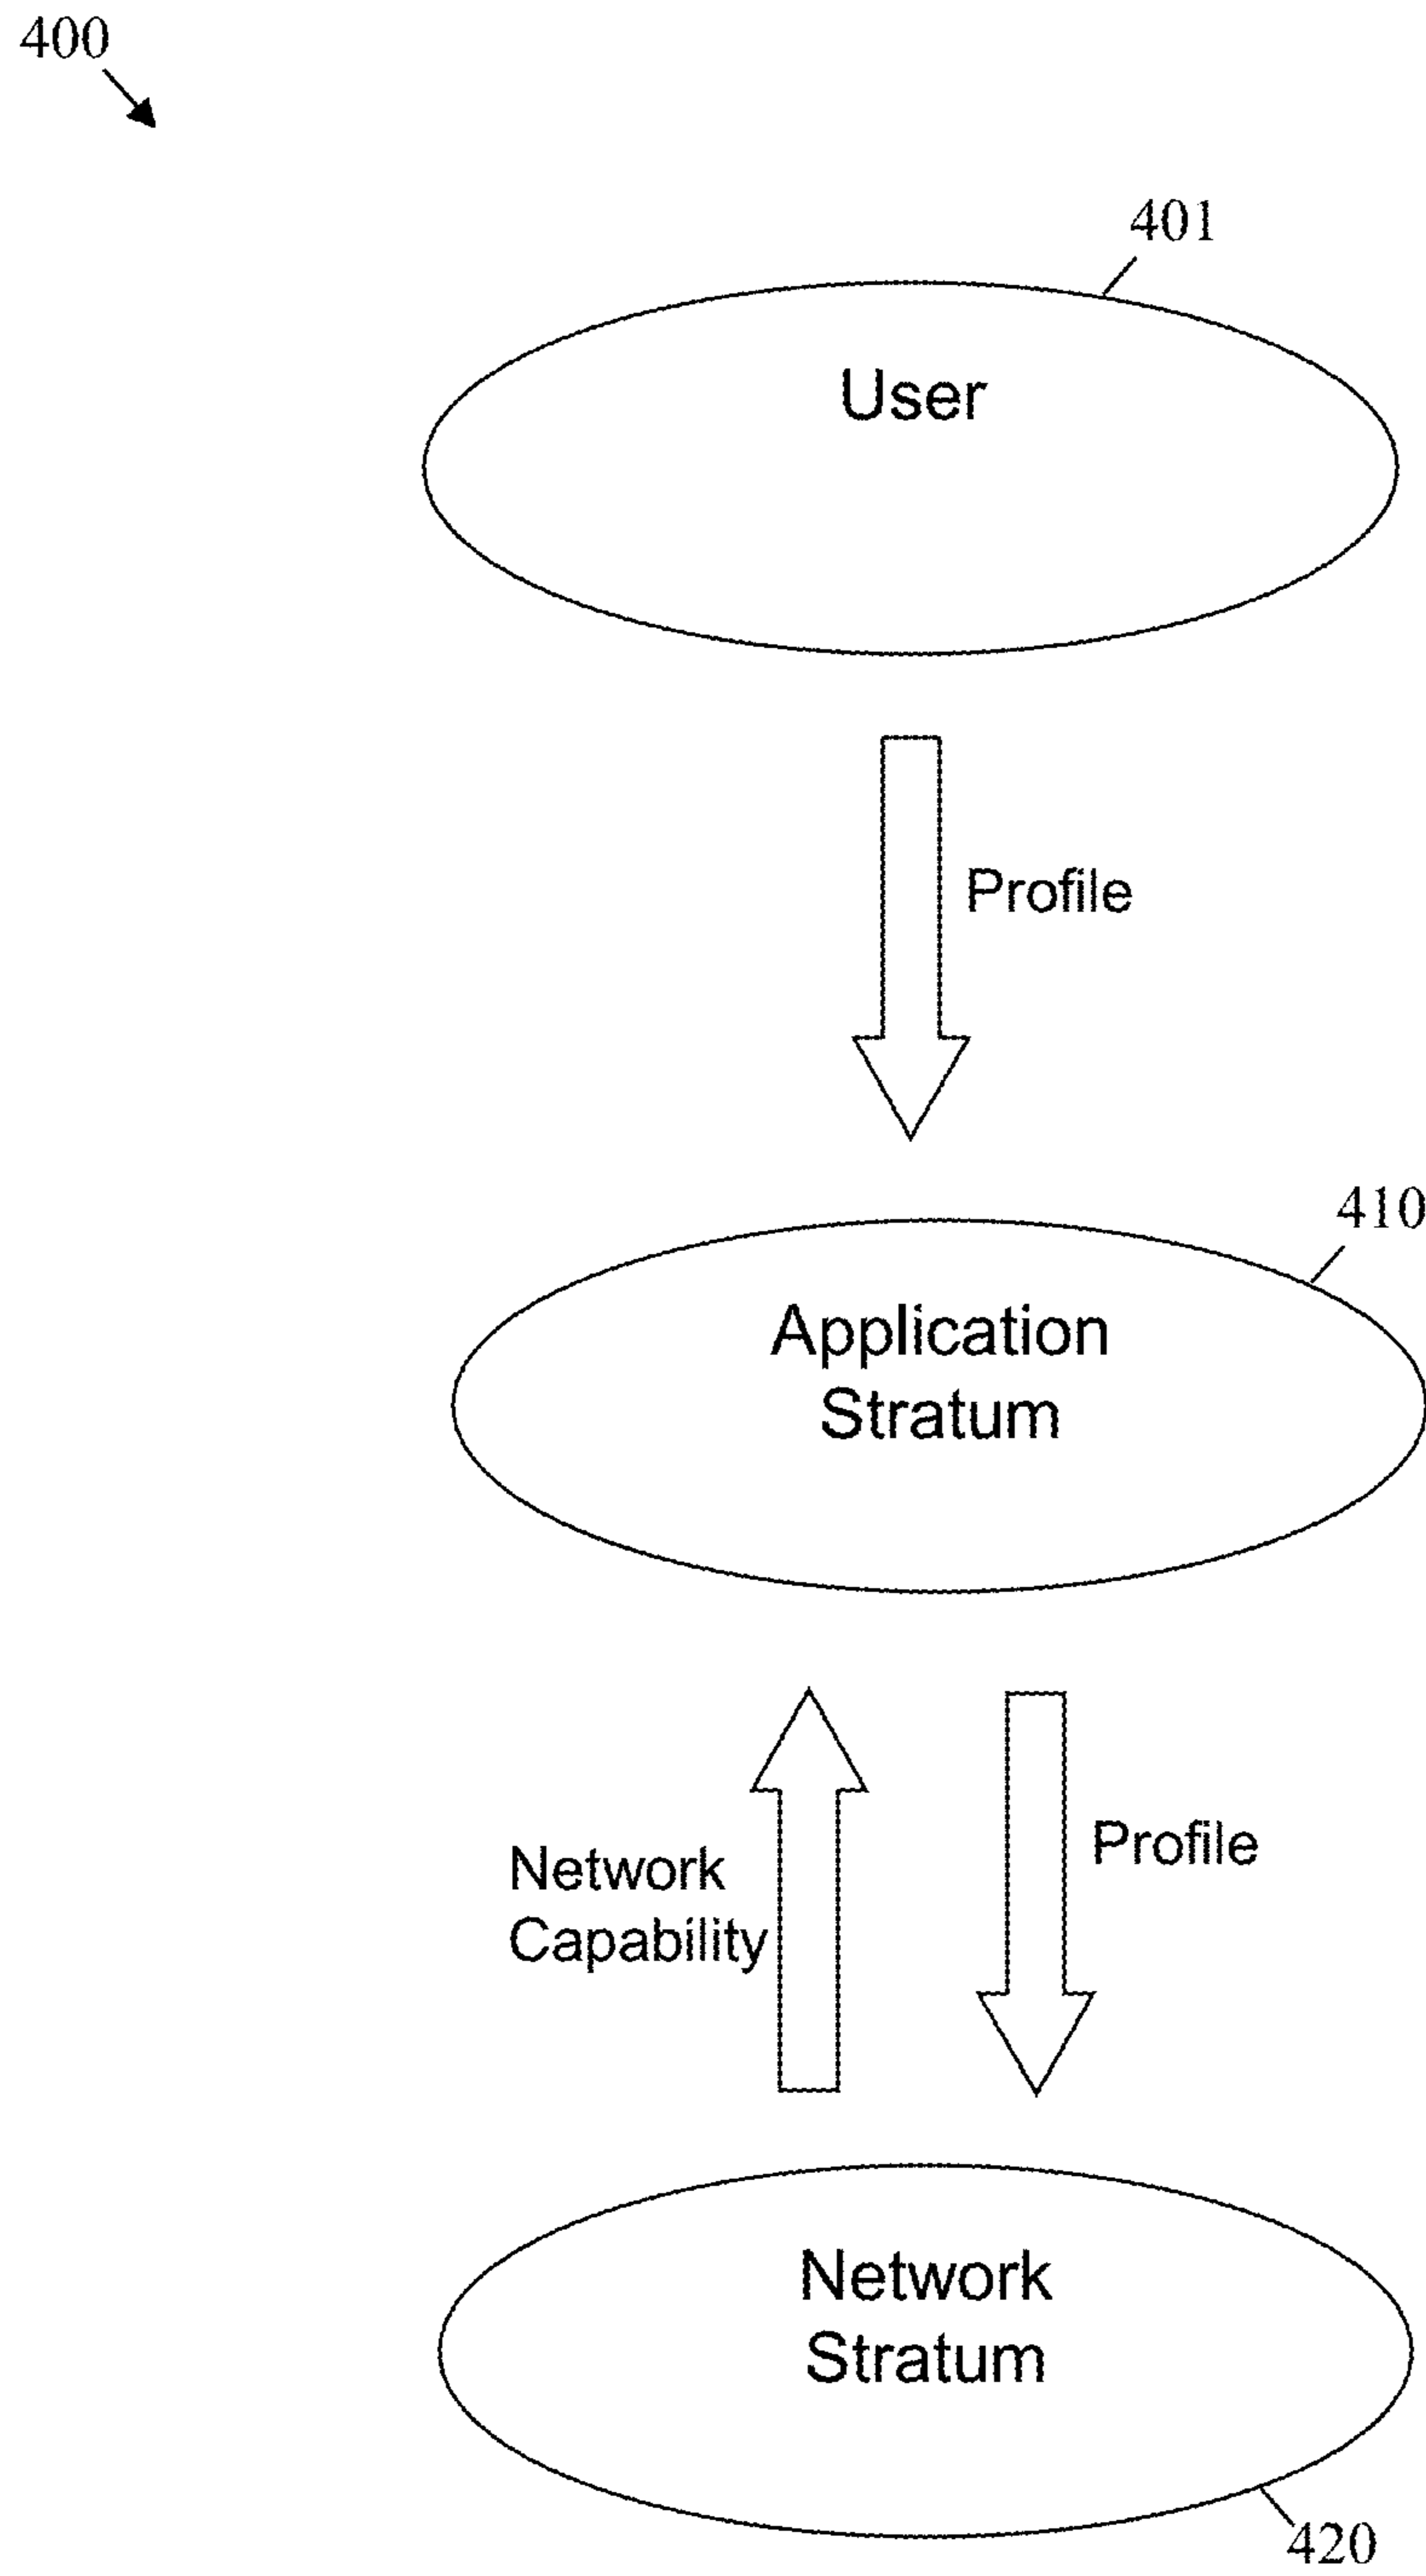 400
401
User
Profile
410
Application
Stratum
Network
Capability
Profile
Network
Stratum
420